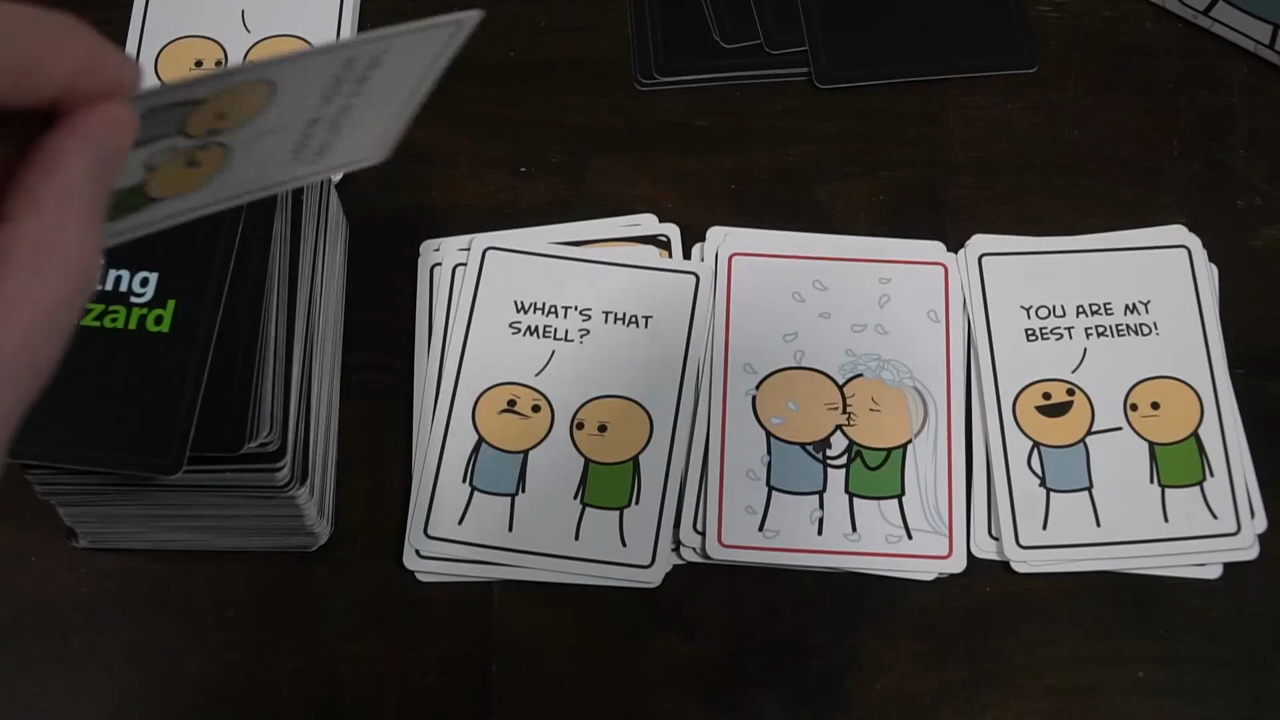 ing
zard
WHAT'S THAT
SMELL?
YOU ARE MY
BEST FRIEND!